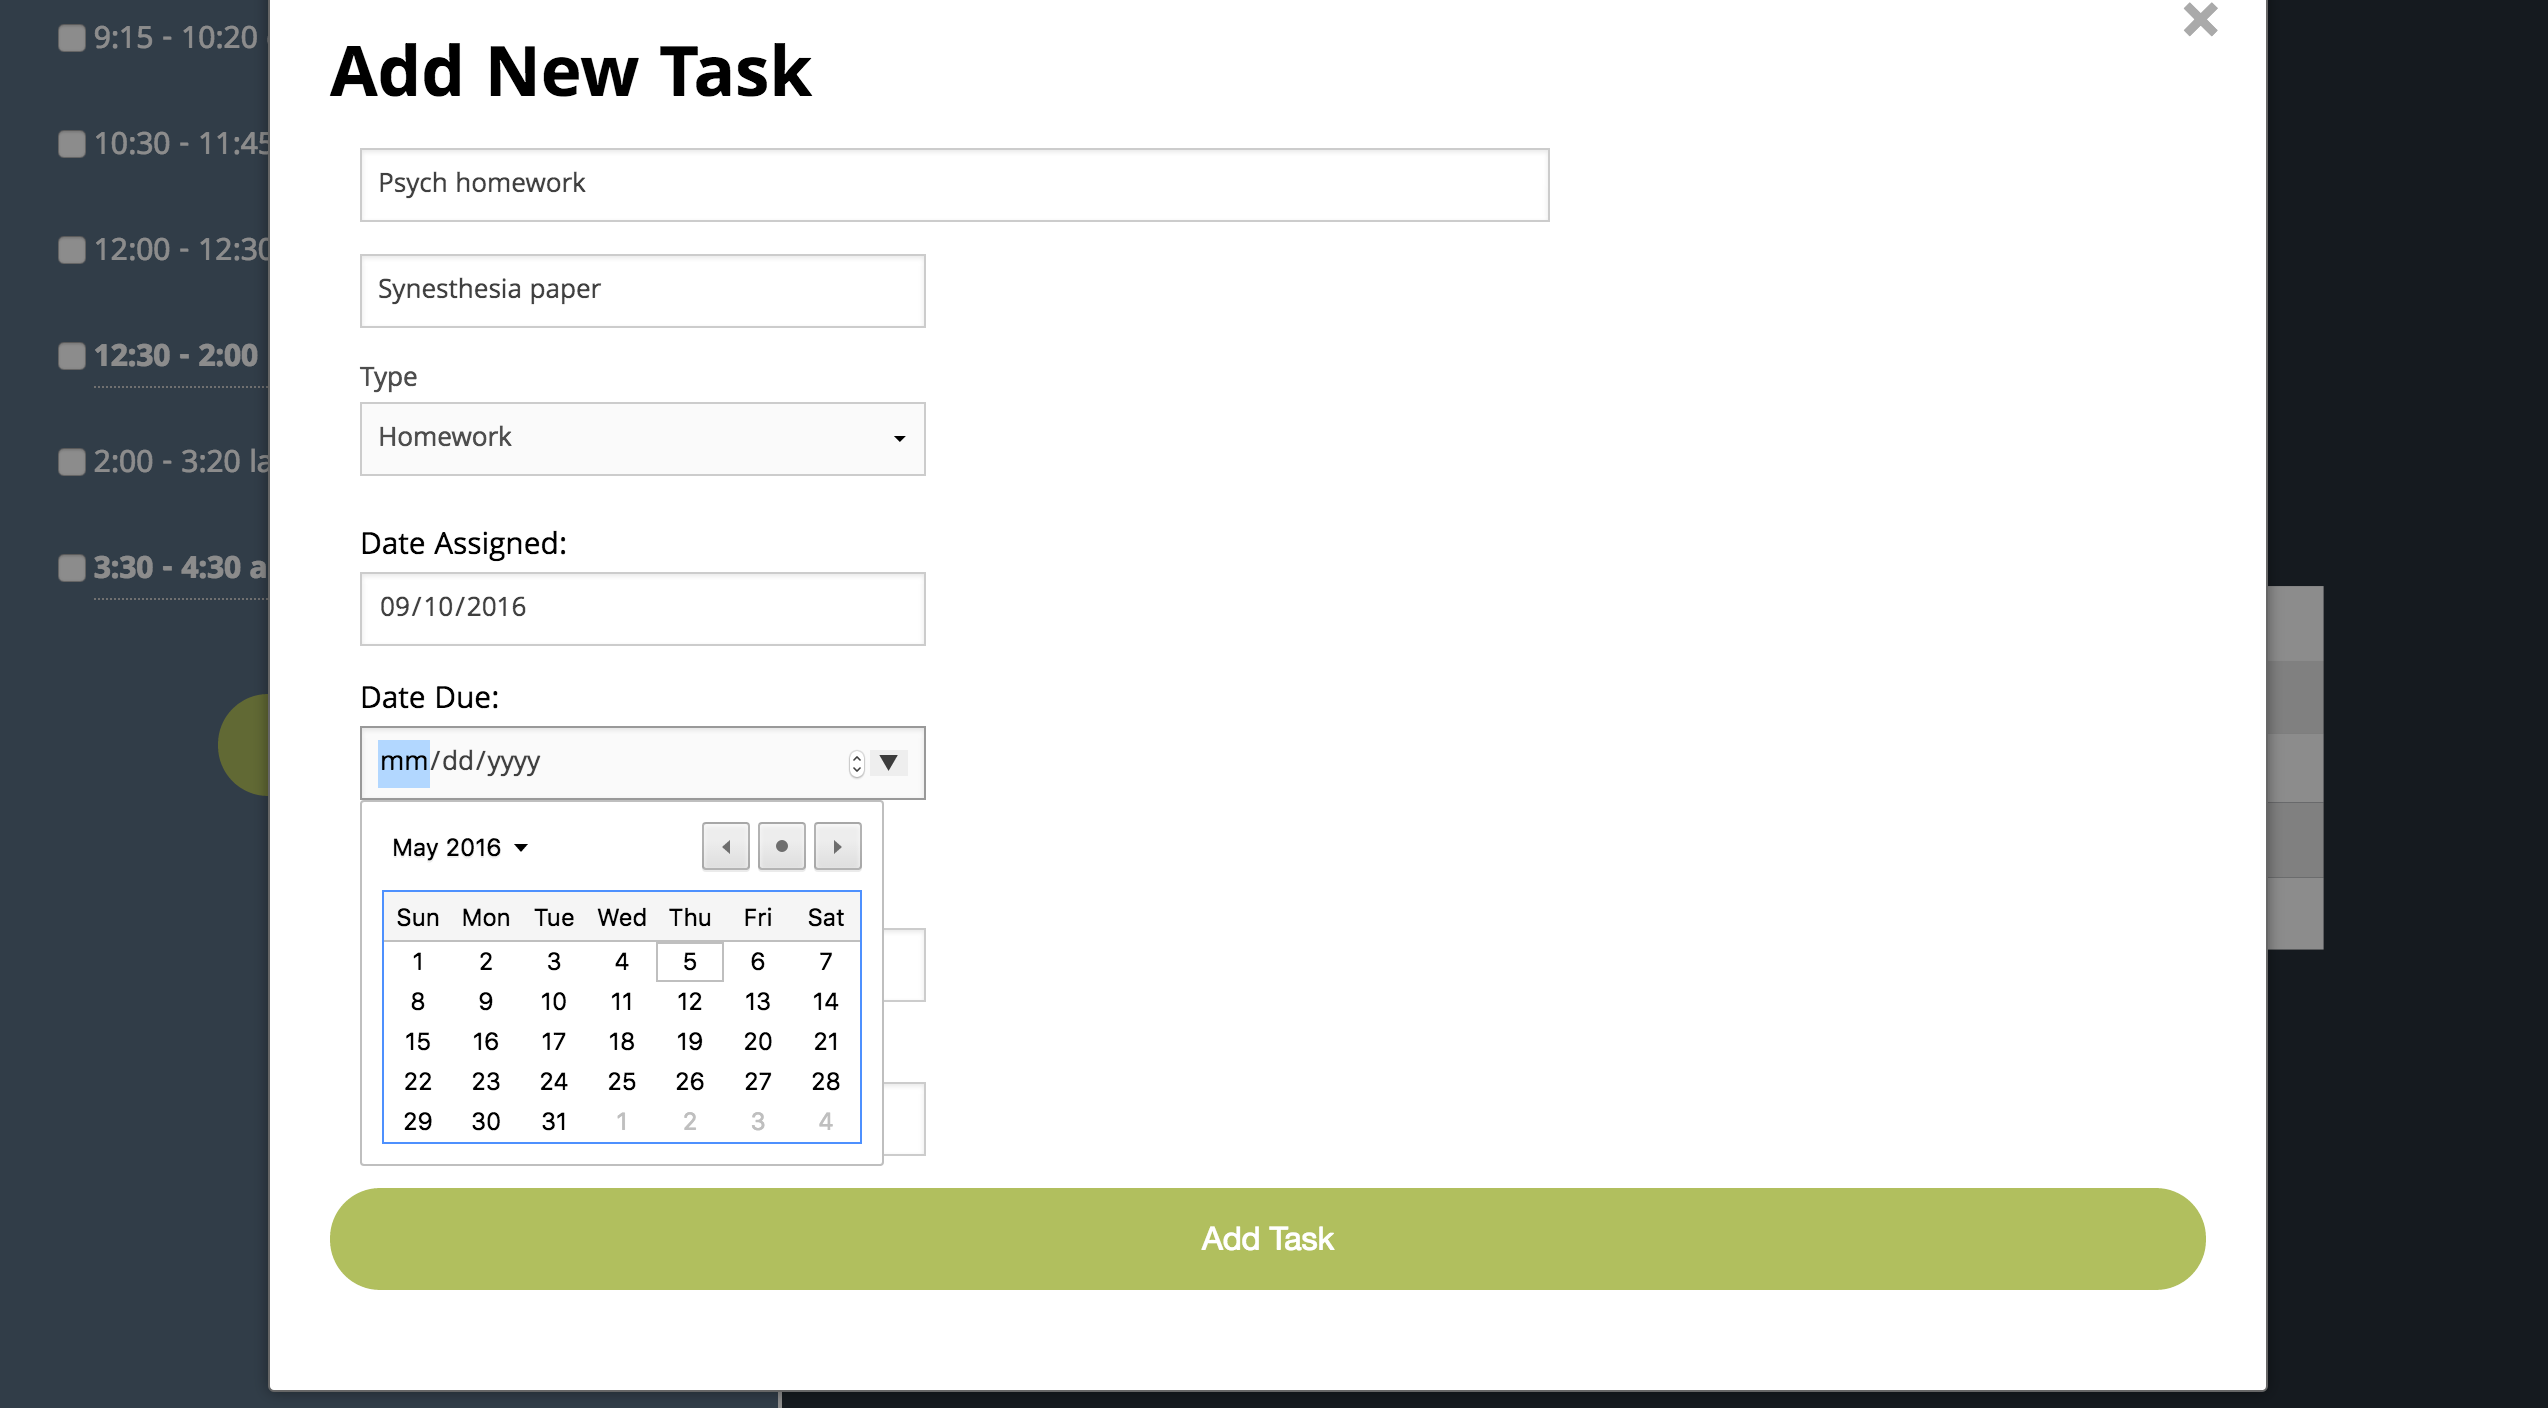 9:15 - 10:20
10:30 - 11:45
12:00 - 12:30
12:30 - 2:00
2:00 - 3:20 la
3:30 - 4:30 a
Add New Task
Psych homework
Synesthesia paper
Type
Homework
Date Assigned:
09/10/2016
Date Due:
mm/dd/yyyy
May 2016
Sun Mon Tue Wed Thu Fri Sat
1 2 3 4 5 6 7
8 9 10 11 12 13 14
15 16 17 18 19 20 21
22 23 24 25 26 27 28
29 30 31 1 2 3 4
Add Task